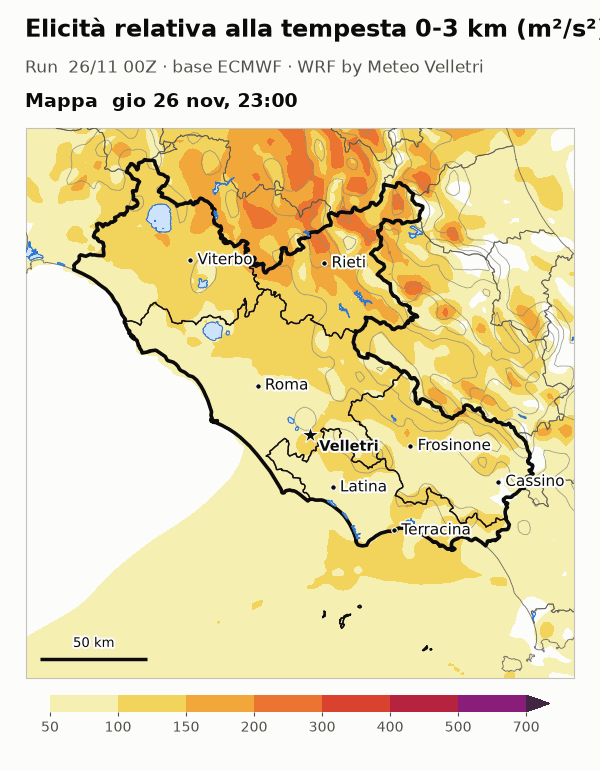 Elicità relativa alla tempesta 0-3 km (m²/s²)
Run 26/11 00Z · base ECMWF · WRF by Meteo Velletri
Mappa gio 26 nov, 23:00
Viterbo
Rieti
Roma
Velletri
Frosinone
Latina
Cassino
Terracina
50 km
50 100 150 200 300 400 500 700